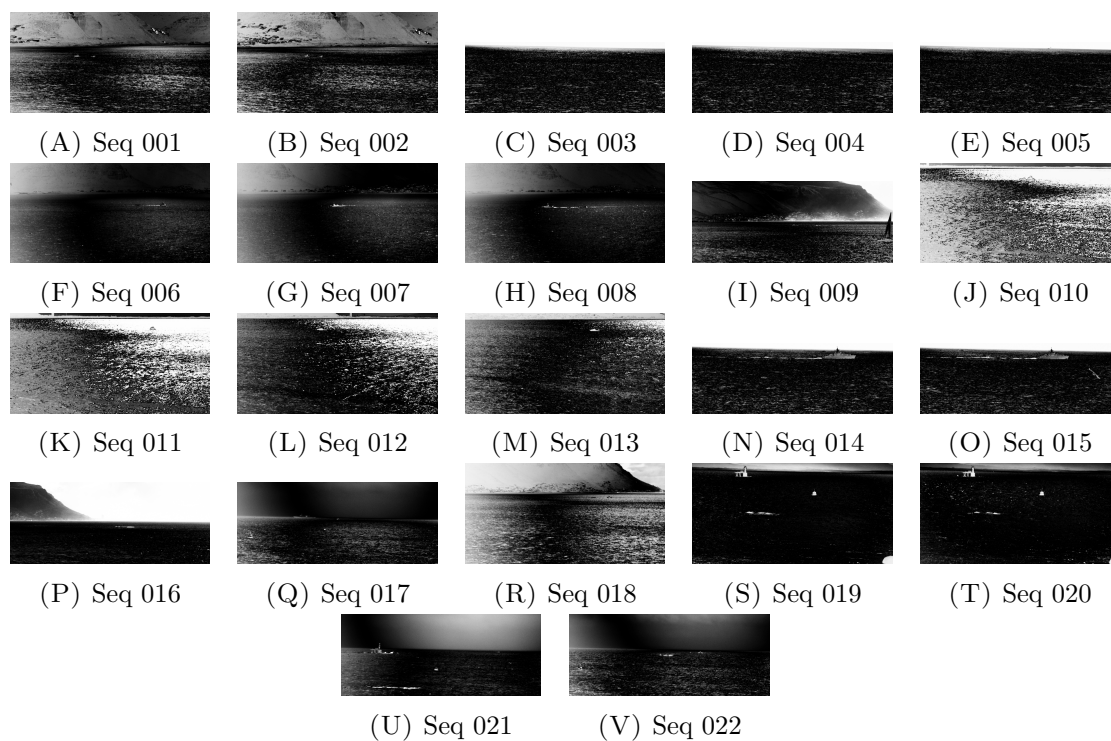 (A) Seq 001 (B) Seq 002 (C) Seq 003 (D) Seq 004 (E) Seq 005
(F) Seq 006 (G) Seq 007 (H) Seq 008 (I) Seq 009 (J) Seq 010
(K) Seq 011 (L) Seq 012 (M) Seq 013 (N) Seq 014 (O) Seq 015
(P) Seq 016 (Q) Seq 017 (R) Seq 018 (S) Seq 019 (T) Seq 020
(U) Seq 021 (V) Seq 022